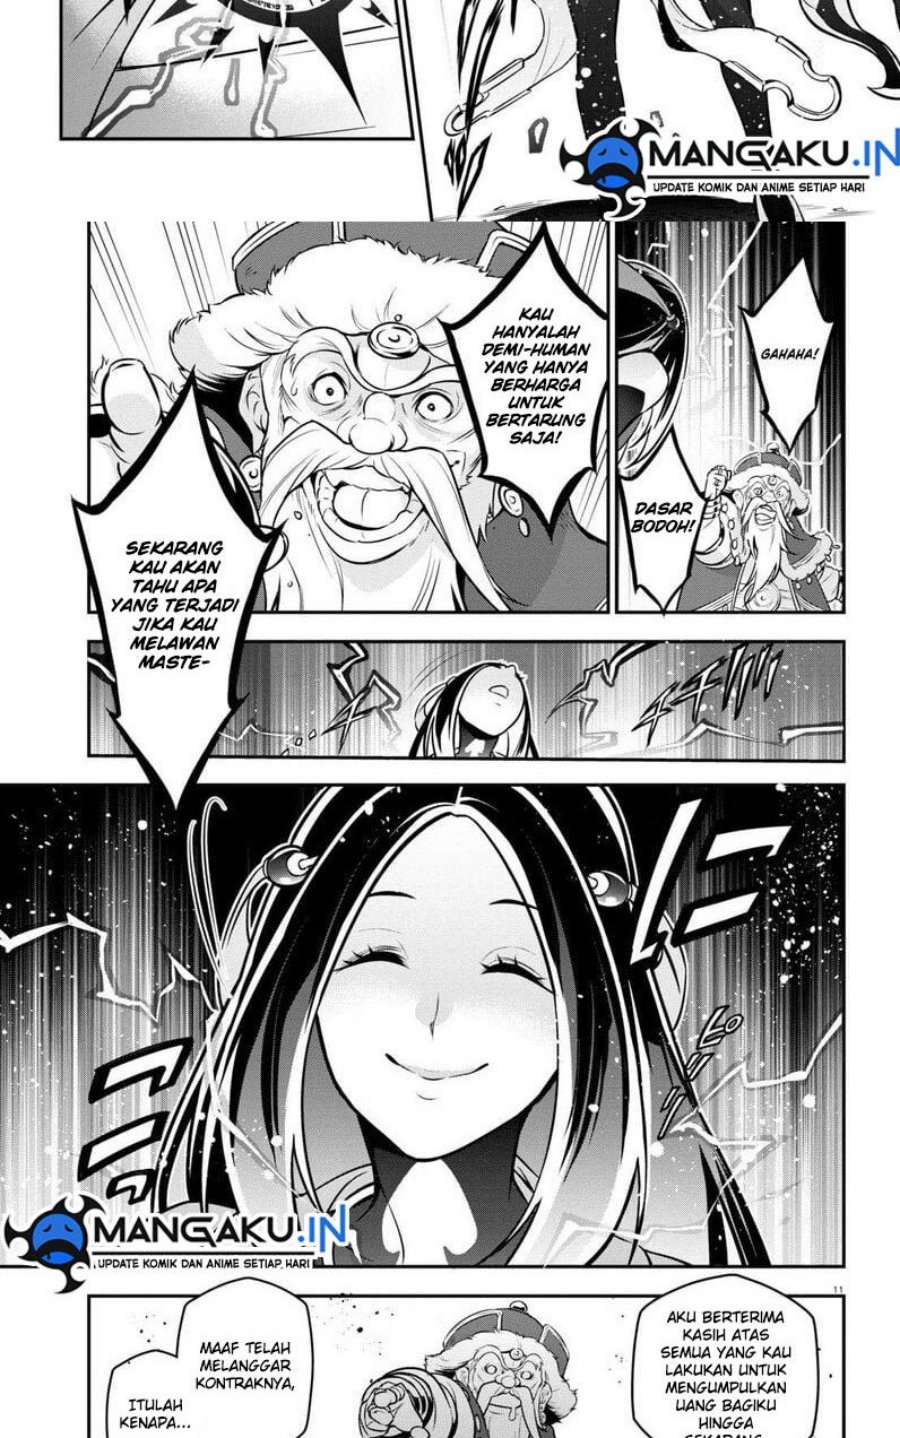 MANGAKU.IN
UPDATE KOMIK DAN ANIME SETIAP HARI
GAHAHA!
DASAR
BODOH!
KAU
HANYALAH
DEMI-HUMAN
YANG HANYA
BERHARGA
UNTUK
BERTARUNG
SAJA!
SEKARANG
KAU AKAN
TAHU APA
YANG TERJADI
JIKA KAU
MELAWAN
MASTE-
ニコ
MANGAKU.IN
UPDATE KOMIK DAN ANIME SETIAP HARI
11
AKU BERTERIMA
KASIH ATAS
SEMUA YANG KAU
LAKUKAN UNTUK
MENGUMPULKAN
UANG BAGIKU
HINGGA
SEKARANG
MAAF TELAH
MELANGGAR
KONTRAKNYA,
ITULAH
KENAPA...